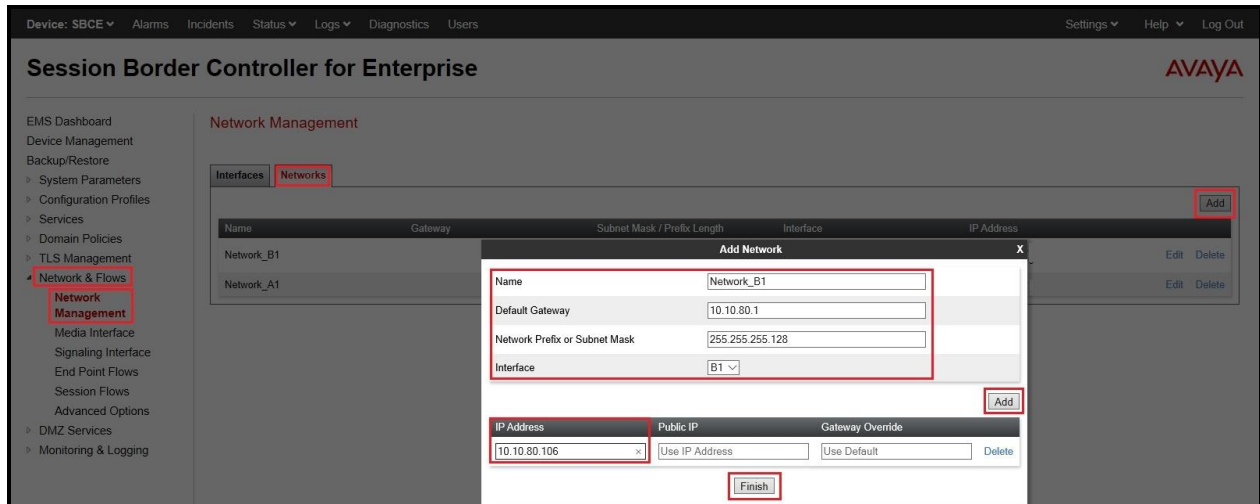 Device: SBCE Alarms Incidents Status Logs Diagnostics Users Settings Help Log Out
Session Border Controller for Enterprise
AVAYA
EMS Dashboard
Device Management
Backup/Restore
System Parameters
Configuration Profiles
Services
Domain Policies
TLS Management
Network & Flows
Network
Management
Media Interface
Signaling Interface
End Point Flows
Session Flows
Advanced Options
DMZ Services
Monitoring & Logging
Network Management
Interfaces Networks
Add
Name Gateway Subnet Mask / Prefix Length Interface IP Address
Network_B1 Edit Delete
Network_A1 Edit Delete
Add Network X
Name Network_B1
Default Gateway 10.10.80.1
Network Prefix or Subnet Mask 255.255.255.128
Interface B1
Add
IP Address Public IP Gateway Override
10.10.80.106 × Use IP Address Use Default Delete
Finish